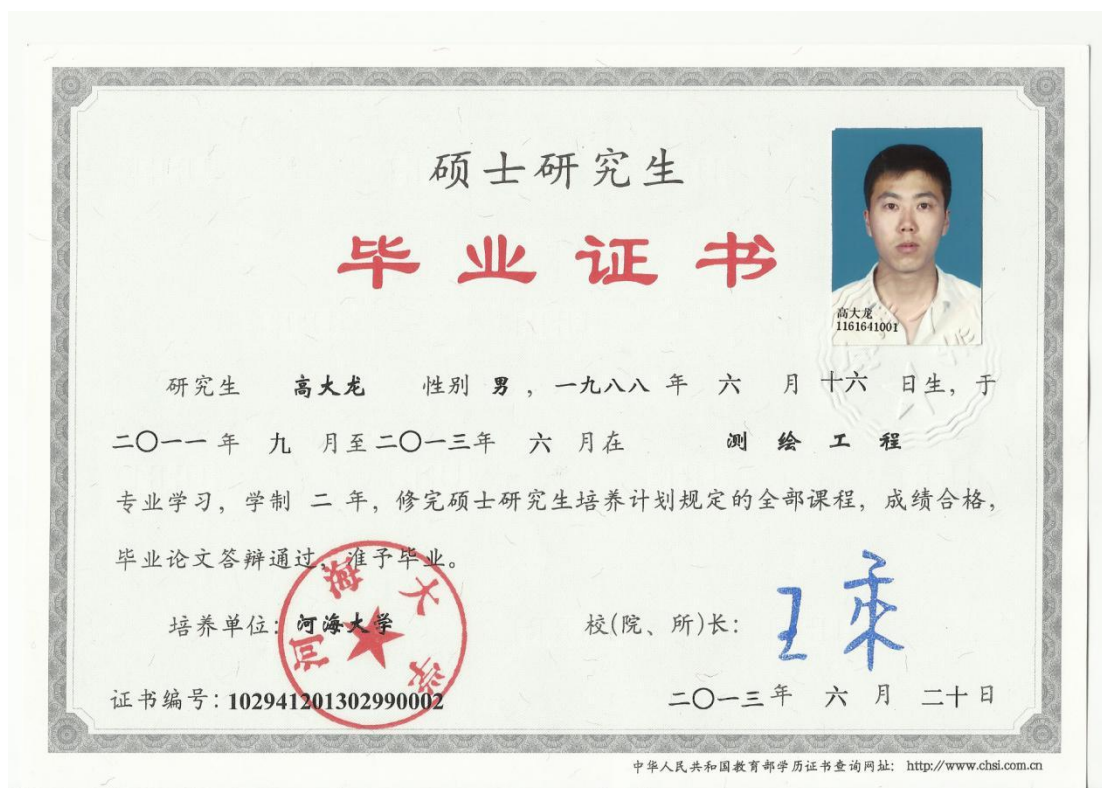 硕士研究生
毕业证书
高大龙
1161641001
研究生 高大龙 性别 男 ，一九八八 年 六 月 十六 日生，于
二〇一一 年 九 月至 二〇一三年 六 月在 测 绘 工 程
专业学习，学制 二 年，修完硕士研究生培养计划规定的全部课程，成绩合格，
毕业论文答辩通过，准予毕业。
培养单位：河海大学
校(院、所)长：
河海大学
证书编号：102941201302990002
二〇一三 年 六 月 二十 日
中华人民共和国教育部学历证书查询网址： http://www.chsi.com.cn